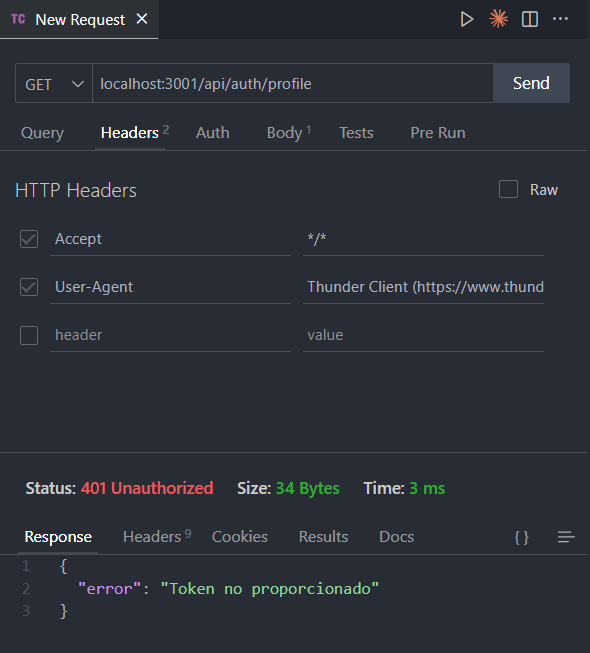 TC New Request
GET localhost:3001/api/auth/profile Send
Query Headers 2 Auth Body 1 Tests Pre Run
HTTP Headers Raw
Accept */*
User-Agent Thunder Client (https://www.thund
header value
Status: 401 Unauthorized Size: 34 Bytes Time: 3 ms
Response Headers 9 Cookies Results Docs { }
1 {
2 "error": "Token no proporcionado"
3 }